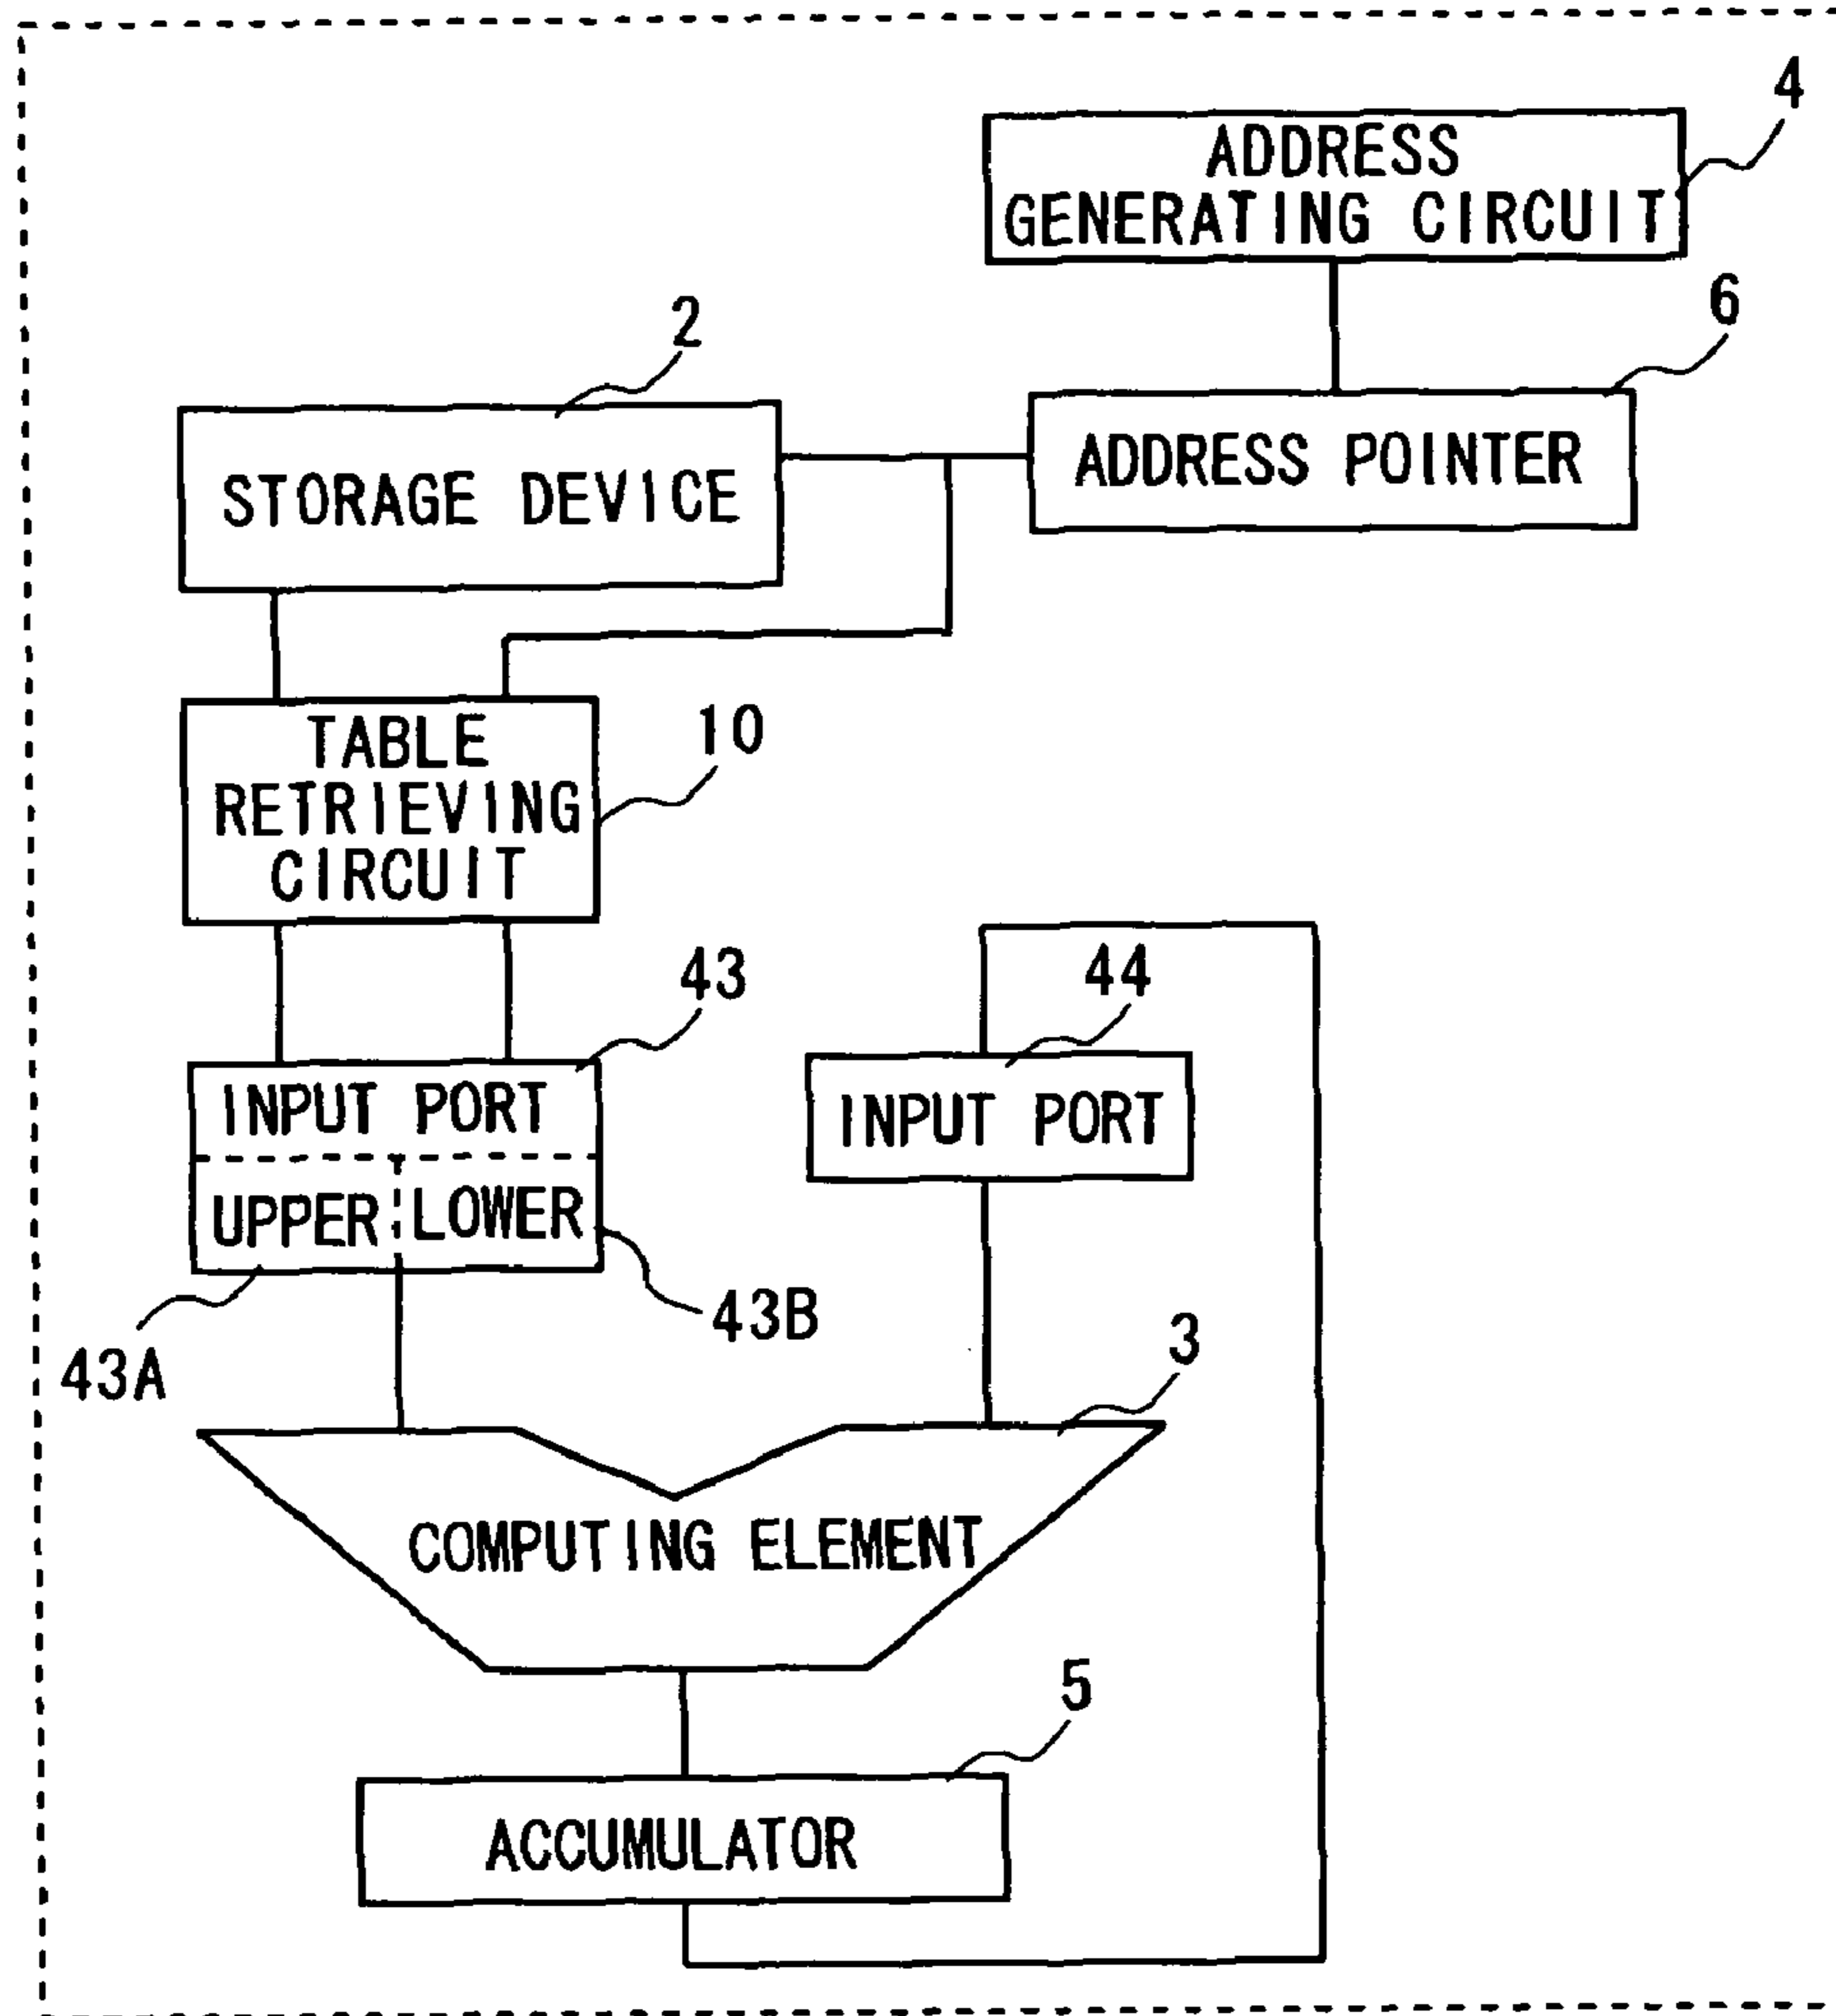 4
ADDRESS
GENERATING CIRCUIT
6
2
STORAGE DEVICE
ADDRESS POINTER
TABLE
RETRIEVING
CIRCUIT
10
43
44
INPUT PORT
INPUT PORT
UPPER
LOWER
43B
43A
3
COMPUTING ELEMENT
5
ACCUMULATOR